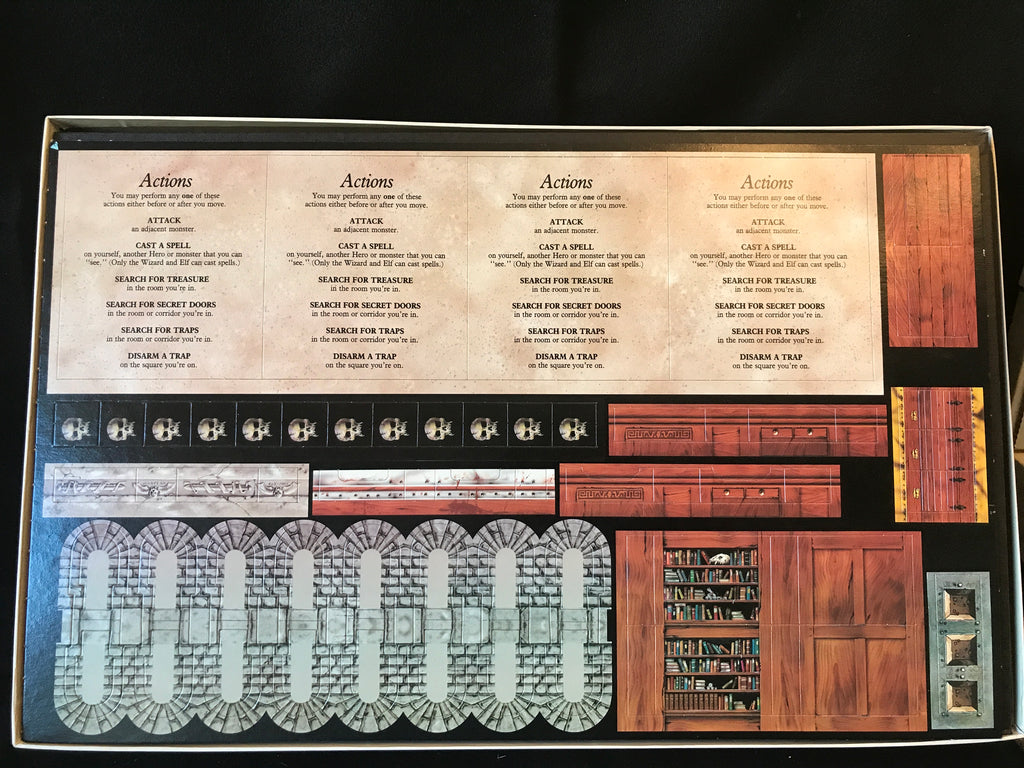 Actions
You may perform any one of these
actions either before or after you move.
ATTACK
an adjacent monster.
CAST A SPELL
on yourself, another Hero or monster that you can
"see." (Only the Wizard and Elf can cast spells.)
SEARCH FOR TREASURE
in the room you're in.
SEARCH FOR SECRET DOORS
in the room or corridor you're in.
SEARCH FOR TRAPS
in the room or corridor you're in.
DISARM A TRAP
on the square you're on.
Actions
You may perform any one of these
actions either before or after you move.
ATTACK
an adjacent monster.
CAST A SPELL
on yourself, another Hero or monster that you can
"see." (Only the Wizard and Elf can cast spells.)
SEARCH FOR TREASURE
in the room you're in.
SEARCH FOR SECRET DOORS
in the room or corridor you're in.
SEARCH FOR TRAPS
in the room or corridor you're in.
DISARM A TRAP
on the square you're on.
Actions
You may perform any one of these
actions either before or after you move.
ATTACK
an adjacent monster.
CAST A SPELL
on yourself, another Hero or monster that you can
"see." (Only the Wizard and Elf can cast spells.)
SEARCH FOR TREASURE
in the room you're in.
SEARCH FOR SECRET DOORS
in the room or corridor you're in.
SEARCH FOR TRAPS
in the room or corridor you're in.
DISARM A TRAP
on the square you're on.
Actions
You may perform any one of these
actions either before or after you move.
ATTACK
an adjacent monster.
CAST A SPELL
on yourself, another Hero or monster that you can
"see." (Only the Wizard and Elf can cast spells.)
SEARCH FOR TREASURE
in the room you're in.
SEARCH FOR SECRET DOORS
in the room or corridor you're in.
SEARCH FOR TRAPS
in the room or corridor you're in.
DISARM A TRAP
on the square you're on.